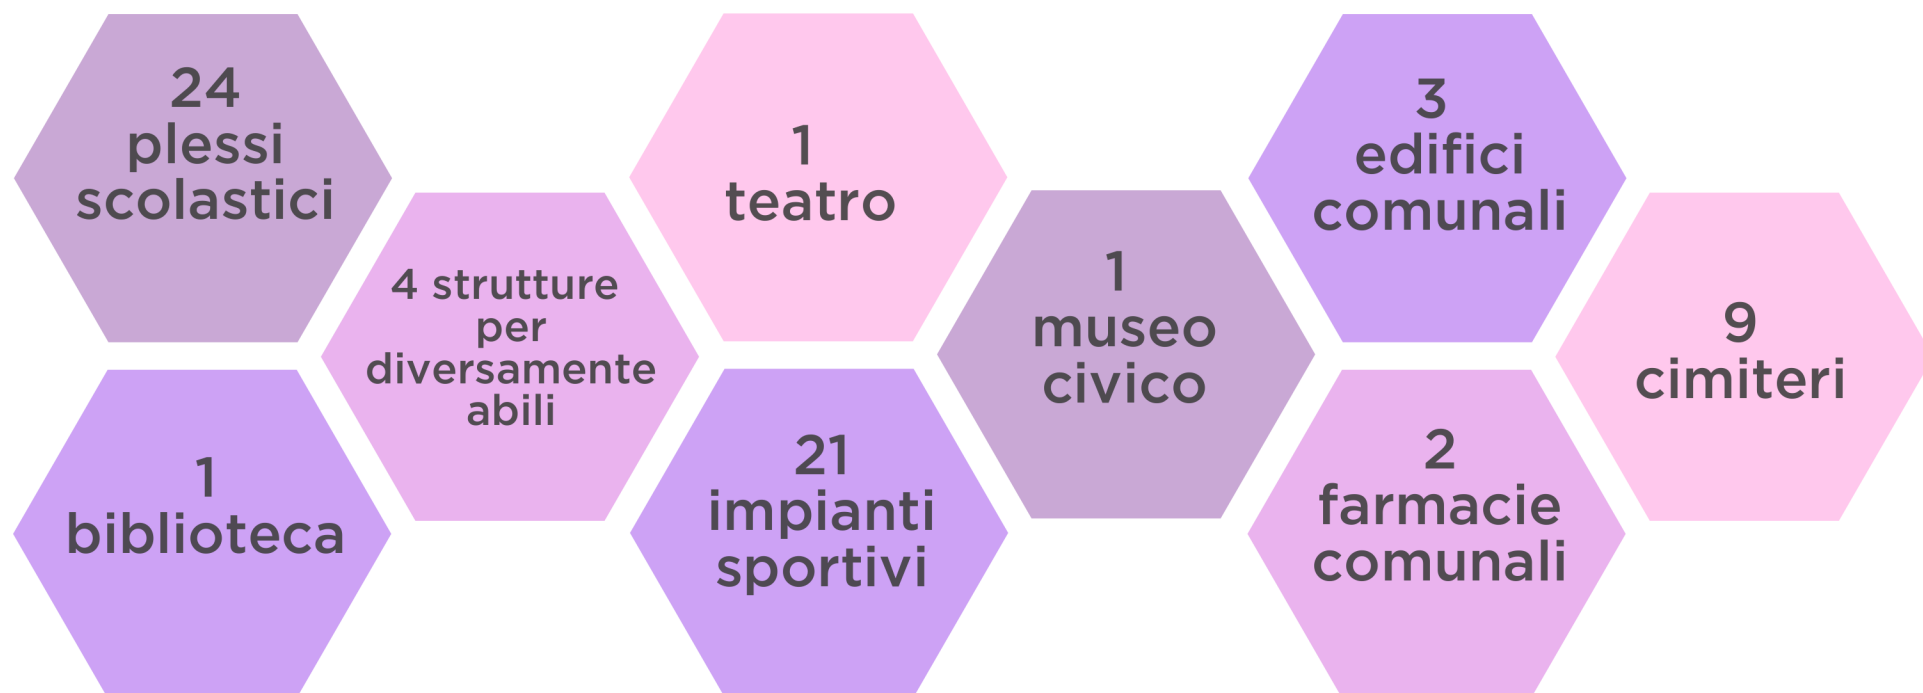 24
plessi
scolastici
1
biblioteca
4 strutture
per
diversamente
abili
1
teatro
21
impianti
sportivi
1
museo
civico
3
edifici
comunali
2
farmacie
comunali
9
cimiteri